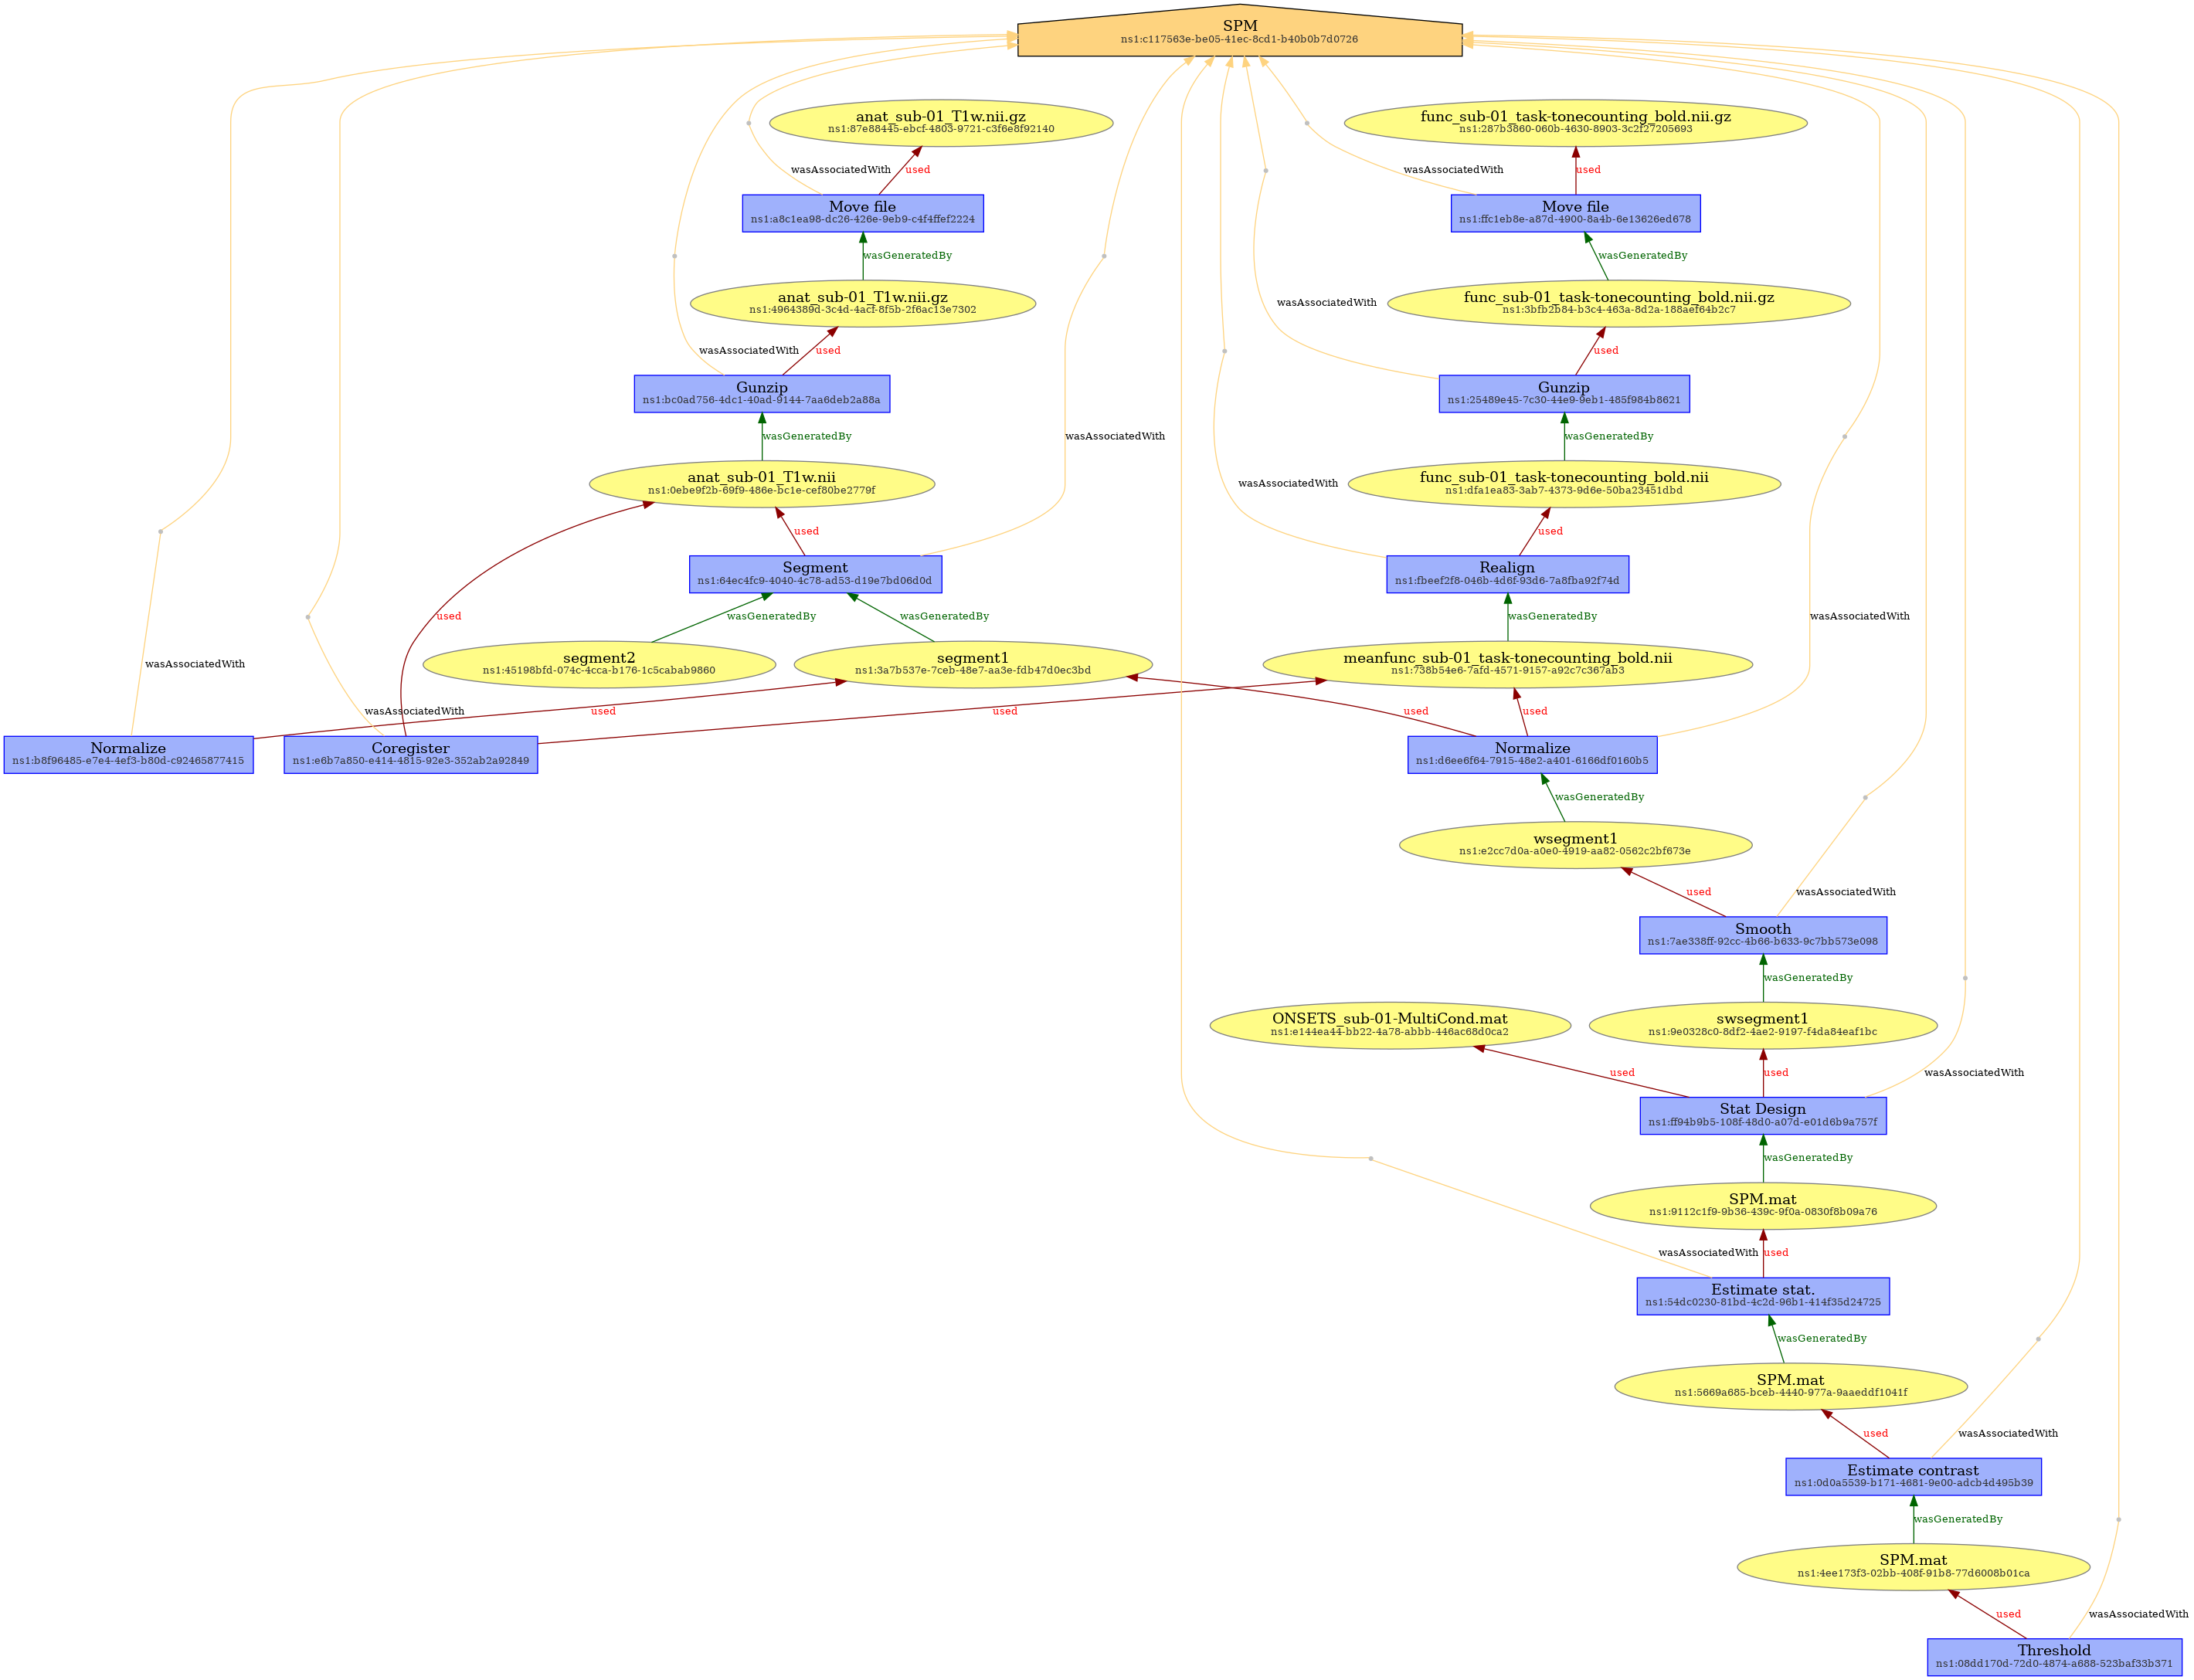 SPM
ns1:c117563e-be05-41ec-8cd1-b40b0b7d0726
anat_sub-01_T1w.nii.gz
ns1:87e88445-ebcf-4803-9721-c3f6e8f92140
func_sub-01_task-tonecounting_bold.nii.gz
ns1:287b3860-060b-4630-8903-3c2f27205693
wasAssociatedWith
used
wasAssociatedWith
used
Move file
ns1:a8c1ea98-dc26-426e-9eb9-c4f4ffef2224
Move file
ns1:ffc1eb8e-a87d-4900-8a4b-6e13626ed678
wasGeneratedBy
wasGeneratedBy
anat_sub-01_T1w.nii.gz
ns1:4964389d-3c4d-4acf-8f5b-2f6ac13e7302
wasAssociatedWith
func_sub-01_task-tonecounting_bold.nii.gz
ns1:3bfb2b84-b3c4-463a-8d2a-188aef64b2c7
wasAssociatedWith
used
used
Gunzip
ns1:bc0ad756-4dc1-40ad-9144-7aa6deb2a88a
Gunzip
ns1:25489e45-7c30-44e9-9eb1-485f984b8621
wasGeneratedBy
wasAssociatedWith
wasGeneratedBy
anat_sub-01_T1w.nii
ns1:0ebe9f2b-69f9-486e-bc1e-cef80be2779f
wasAssociatedWith
func_sub-01_task-tonecounting_bold.nii
ns1:dfa1ea83-3ab7-4373-9d6e-50ba23451dbd
used
used
Segment
ns1:64ec4fc9-4040-4c78-ad53-d19e7bd06d0d
Realign
ns1:fbeef2f8-046b-4d6f-93d6-7a8fba92f74d
used
wasGeneratedBy
wasGeneratedBy
wasGeneratedBy
wasAssociatedWith
wasAssociatedWith
segment2
ns1:45198bfd-074c-4cca-b176-1c5cabab9860
segment1
ns1:3a7b537e-7ceb-48e7-aa3e-fdb47d0ec3bd
meanfunc_sub-01_task-tonecounting_bold.nii
ns1:738b54e6-7afd-4571-9157-a92c7c367ab3
wasAssociatedWith
used
used
used
used
Normalize
ns1:b8f96485-e7e4-4ef3-b80d-c92465877415
Coregister
ns1:e6b7a850-e414-4815-92e3-352ab2a92849
Normalize
ns1:d6ee6f64-7915-48e2-a401-6166df0160b5
wasGeneratedBy
wsegment1
ns1:e2cc7d0a-a0e0-4919-aa82-0562c2bf673e
used
wasAssociatedWith
Smooth
ns1:7ae338ff-92cc-4b66-b633-9c7bb573e098
wasGeneratedBy
ONSETS_sub-01-MultiCond.mat
ns1:e144ea44-bb22-4a78-abbb-446ac68d0ca2
swsegment1
ns1:9e0328c0-8df2-4ae2-9197-f4da84eaf1bc
used
used
wasAssociatedWith
Stat Design
ns1:ff94b9b5-108f-48d0-a07d-e01d6b9a757f
wasGeneratedBy
SPM.mat
ns1:9112c1f9-9b36-439c-9f0a-0830f8b09a76
wasAssociatedWith
used
Estimate stat.
ns1:54dc0230-81bd-4c2d-96b1-414f35d24725
wasGeneratedBy
SPM.mat
ns1:5669a685-bceb-4440-977a-9aaeddf1041f
used
wasAssociatedWith
Estimate contrast
ns1:0d0a5539-b171-4681-9e00-adcb4d495b39
wasGeneratedBy
SPM.mat
ns1:4ee173f3-02bb-408f-91b8-77d6008b01ca
used
wasAssociatedWith
Threshold
ns1:08dd170d-72d0-4874-a688-523baf33b371